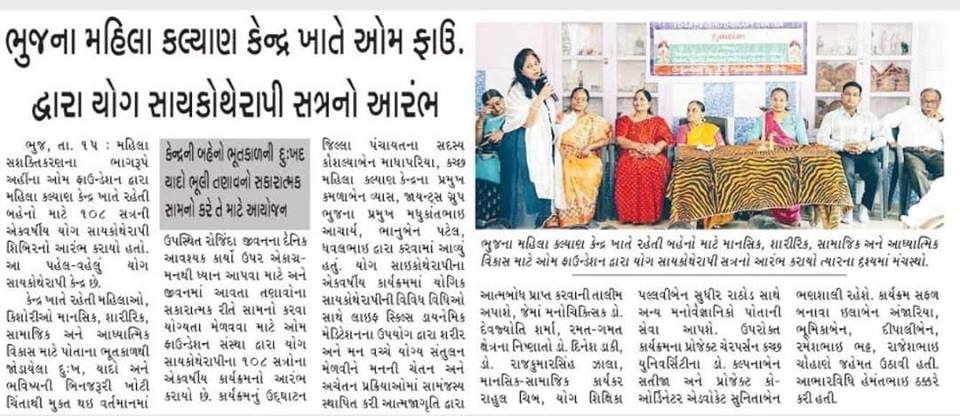 ભુજના મહિલા કલ્યાણ કેન્દ્ર ખાતે ઓમ ફાઉ.
દ્વારા યોગ સાયકોથેરાપી સત્રનો આરંભ
ભુજ, તા. ૧૫ : મહિલા
સશક્તિકરણના ભાગરૂપે
અહીંના ઓમ ફાઉન્ડેશન દ્વારા
મહિલા કલ્યાણ કેન્દ્ર ખાતે રહેતી
બહેનો માટે ૧૦૮ સત્રની
એકવર્ષીય યોગ સાયકોથેરાપી
શિબિરનો આરંભ કરાયો હતો.
આ પહેલ-વહેલું યોગ
સાયકોથેરાપી કેન્દ્ર છે.
કેન્દ્ર ખાતે રહેતી મહિલાઓ,
કિશોરીઓ માનસિક, શારીરિક,
સામાજિક અને આધ્યાત્મિક
વિકાસ માટે પોતાના ભૂતકાળથી
જોડાયેલા દુ:ખ, યાદો અને
ભવિષ્યની બિનજરૂરી ખોટી
ચિંતાથી મુક્ત થઇ વર્તમાનમાં
કેન્દ્રની બહેનો ભૂતકાળની દુ:ખદ
યાદો ભૂલી તણાવનો સકારાત્મક
સામનો કરે તે માટે આયોજન
ઉપસ્થિત રોજિંદા જીવનના દૈનિક
આવશ્યક કાર્યો ઉપર એકાગ્ર-
મનથી ધ્યાન આપવા માટે અને
જીવનમાં આવતા તણાવોના
સકારાત્મક રીતે સામનો કરવા
યોગ્યતા મેળવવા માટે ઓમ
ફાઉન્ડેશન સંસ્થા દ્વારા યોગ
સાયકોથેરાપીના ૧૦૮ સત્રોના
એકવર્ષીય કાર્યક્રમનો આરંભ
કરાયો છે. કાર્યક્રમનું ઉદ્દઘાટન
જિલ્લા પંચાયતના સદસ્ય
કૌશલ્યાબેન માધાપરિયા, કચ્છ
મહિલા કલ્યાણ કેન્દ્રના પ્રમુખ
કમળાબેન વ્યાસ, જાયન્ટ્સ ગ્રુપ
ભુજના પ્રમુખ મધુકાંતભાઇ
આચાર્ય, ભાનુબેન પટેલ,
ધવલભાઇ દ્વારા કરવામાં આવ્યું
હતું. યોગ સાઇકોથેરાપીના
એકવર્ષીય કાર્યક્રમમાં યોગિક
સાયકોથેરાપીની વિવિધ વિધિઓ
સાથે લાઇફ સ્કિલ્સ ડાયનેમિક
મેડિટેશનના ઉપયોગ દ્વારા શરીર
અને મન વચ્ચે યોગ્ય સંતુલન
મેળવીને મનની ચેતન અને
અચેતન પ્રક્રિયાઓમાં સામંજસ્ય
સ્થાપિત કરી આત્મજાગૃતિ દ્વારા
ભુજના મહિલા કલ્યાણ કેન્દ્ર ખાતે રહેતી બહેનો માટે માનસિક, શારીરિક, સામાજિક અને આધ્યાત્મિક
વિકાસ માટે ઓમ ફાઉન્ડેશન દ્વારા યોગ સાયકોથેરાપી સત્રનો આરંભ કરાયો ત્યારના દૃશ્યમાં મંચસ્થો.
આત્મબોધ પ્રાપ્ત કરવાની તાલીમ
અપાશે, જેમાં મનોચિકિત્સક ડો.
દેવજ્યોતિ શર્મા, રમત-ગમત
ક્ષેત્રના નિષ્ણાતો ડો. દિનેશ ડાકી,
ડો. રાજકુમારસિંહ ઝાલા,
માનસિક-સામાજિક કાર્યકર
રાહુલ ચિબ, યોગ શિક્ષિકા
પલ્લવીબેન સુધીર રાઠોડ સાથે
અન્ય મનોવૈજ્ઞાનિકો પોતાની
સેવા આપશે. ઉપરોક્ત
કાર્યક્રમના પ્રોજેક્ટ ચેરપર્સન કચ્છ
યુનિવર્સિટીના ડો. કલ્પનાબેન
સતીજા અને પ્રોજેક્ટ કો-
ઓર્ડિનેટર એડવોકેટ સુનિતાબેન
ભણશાલી રહેશે. કાર્યક્રમ સફળ
બનાવા ઇલાબેન અંજારિયા,
ભૂમિકાબેન, દીપાલીબેન,
રમેશભાઇ ભટ્ટ, રાજેશભાઇ
ચૌહાણે જહેમત ઉઠાવી હતી.
આભારવિધિ હેમંતભાઇ ઠક્કરે
કરી હતી.